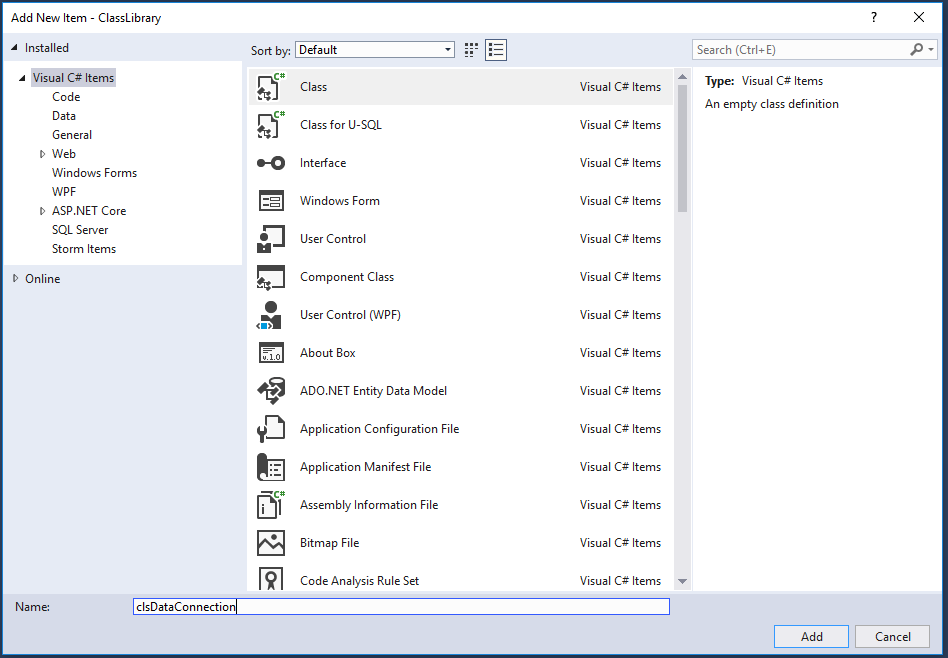 Add New Item - ClassLibrary
?
Installed
Sort by: Default
Search (Ctrl+E)
Visual C# Items
Code
Data
General
Web
Windows Forms
WPF
ASP.NET Core
SQL Server
Storm Items
Online
C# Class Visual C# Items
C# Class for U-SQL Visual C# Items
Interface Visual C# Items
Windows Form Visual C# Items
User Control Visual C# Items
Component Class Visual C# Items
User Control (WPF) Visual C# Items
v.1.0 About Box Visual C# Items
ADO.NET Entity Data Model Visual C# Items
Application Configuration File Visual C# Items
Application Manifest File Visual C# Items
C# Assembly Information File Visual C# Items
Bitmap File Visual C# Items
Code Analysis Rule Set Visual C# Items
Type: Visual C# Items
An empty class definition
Name: clsDataConnection
Add Cancel